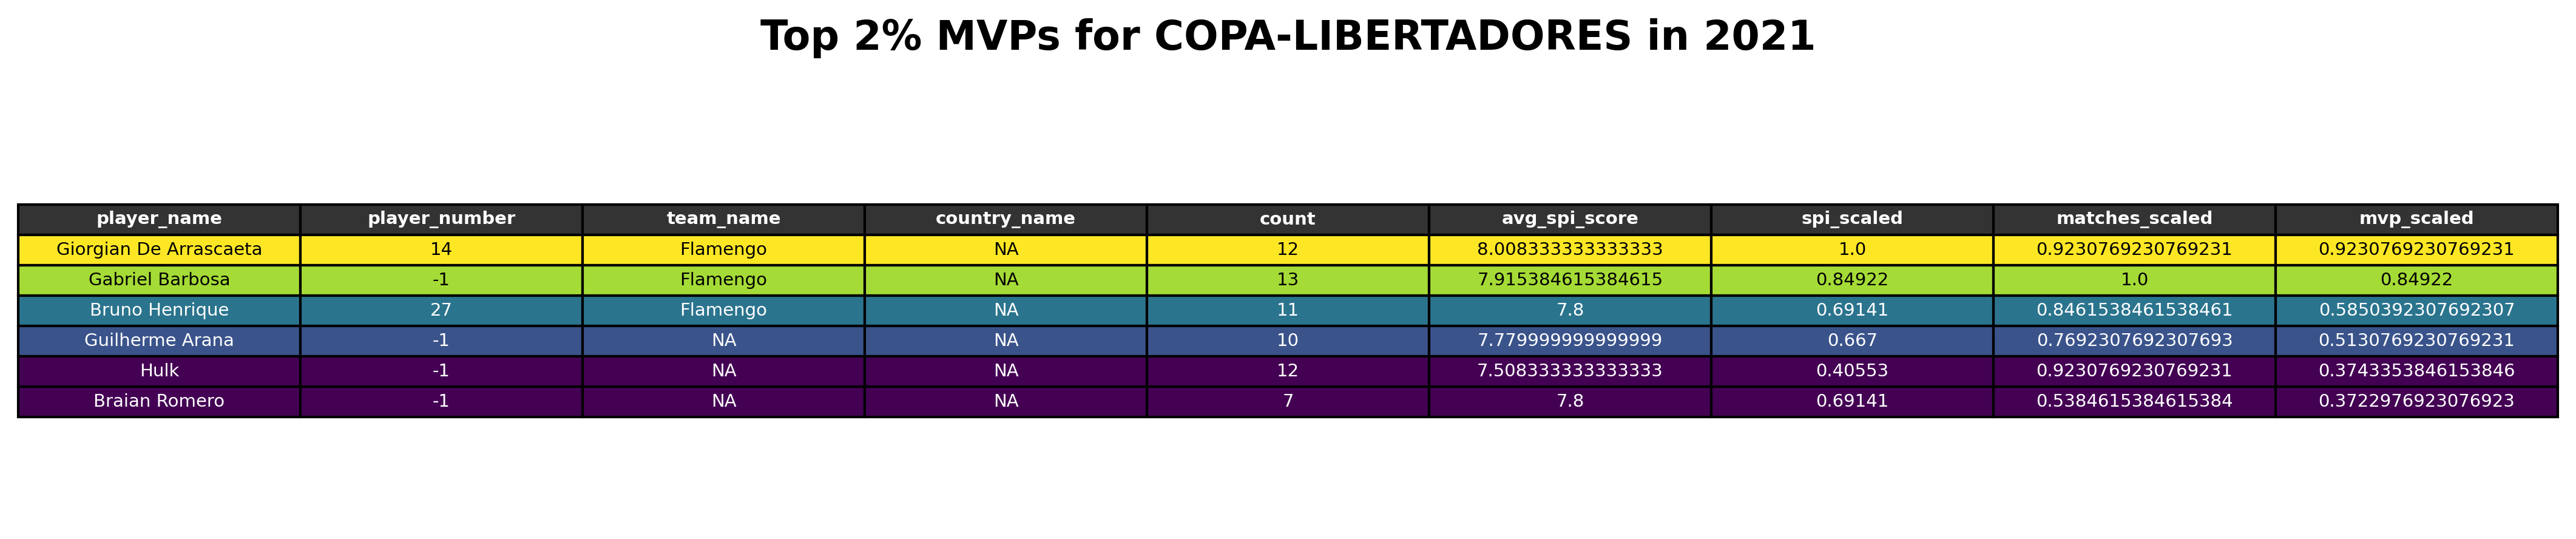 Top 2% MVPs for COPA-LIBERTADORES in 2021
player_name player_number team_name country_name count avg_spi_score spi_scaled matches_scaled mvp_scaled
Giorgian De Arrascaeta 14 Flamengo NA 12 8.008333333333333 1.0 0.9230769230769231 0.9230769230769231
Gabriel Barbosa -1 Flamengo NA 13 7.915384615384615 0.84922 1.0 0.84922
Bruno Henrique 27 Flamengo NA 11 7.8 0.69141 0.8461538461538461 0.5850392307692307
Guilherme Arana -1 NA NA 10 7.779999999999999 0.667 0.7692307692307693 0.5130769230769231
Hulk -1 NA NA 12 7.508333333333333 0.40553 0.9230769230769231 0.3743353846153846
Braian Romero -1 NA NA 7 7.8 0.69141 0.5384615384615384 0.3722976923076923